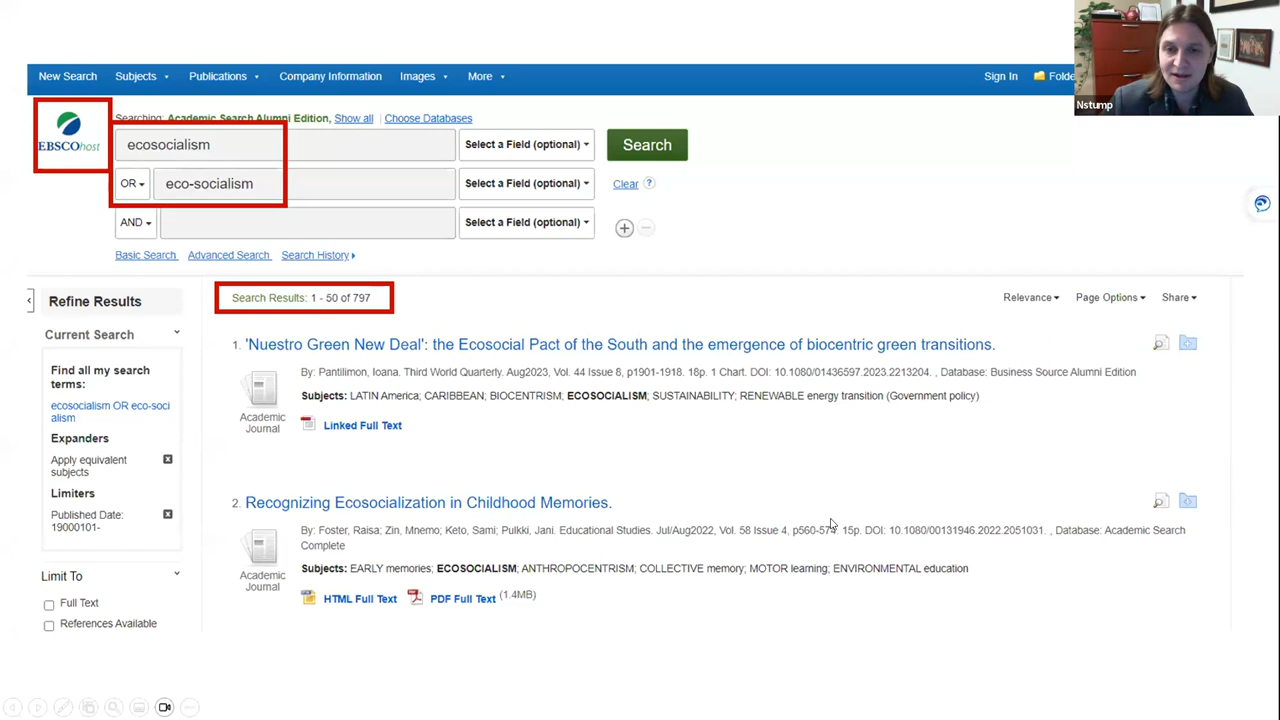 New Search Subjects Publications Company Information Images More Sign In Folde
Nstump
EBSCOhost
Searching: Academic Search Alumni Edition, Show all | Choose Databases
ecosocialism Select a Field (optional) Search
OR eco-socialism Select a Field (optional) Clear ?
AND Select a Field (optional)
Basic Search Advanced Search Search History
Refine Results
Search Results: 1 - 50 of 797 Relevance Page Options Share
Current Search
Find all my search
terms:
ecosocialism OR eco-soci
alism
Expanders
Apply equivalent
subjects
Limiters
Published Date:
19000101-
Limit To
Full Text
References Available
1. 'Nuestro Green New Deal': the Ecosocial Pact of the South and the emergence of biocentric green transitions.
By: Pantilimon, Ioana. Third World Quarterly. Aug2023, Vol. 44 Issue 8, p1901-1918. 18p. 1 Chart. DOI: 10.1080/01436597.2023.2213204. , Database: Business Source Alumni Edition
Subjects: LATIN America; CARIBBEAN; BIOCENTRISM; ECOSOCIALISM; SUSTAINABILITY; RENEWABLE energy transition (Government policy)
Academic
Journal
Linked Full Text
2. Recognizing Ecosocialization in Childhood Memories.
By: Foster, Raisa; Zin, Mnemo; Keto, Sami; Pulkki, Jani. Educational Studies. Jul/Aug2022, Vol. 58 Issue 4, p560-574. 15p. DOI: 10.1080/00131946.2022.2051031. , Database: Academic Search
Complete
Subjects: EARLY memories; ECOSOCIALISM; ANTHROPOCENTRISM; COLLECTIVE memory; MOTOR learning; ENVIRONMENTAL education
Academic
Journal
HTML Full Text PDF Full Text (1.4MB)